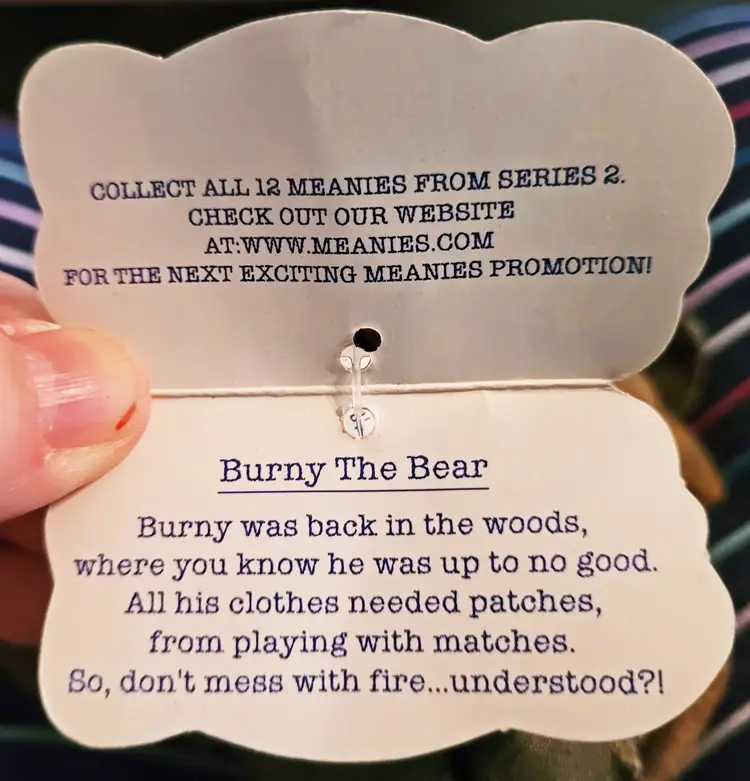 COLLECT ALL 12 MEANIES FROM SERIES 2.
CHECK OUT OUR WEBSITE
AT:WWW.MEANIES.COM
FOR THE NEXT EXCITING MEANIES PROMOTION!
Burny The Bear
Burny was back in the woods,
where you know he was up to no good.
All his clothes needed patches,
from playing with matches.
So, don't mess with fire...understood?!